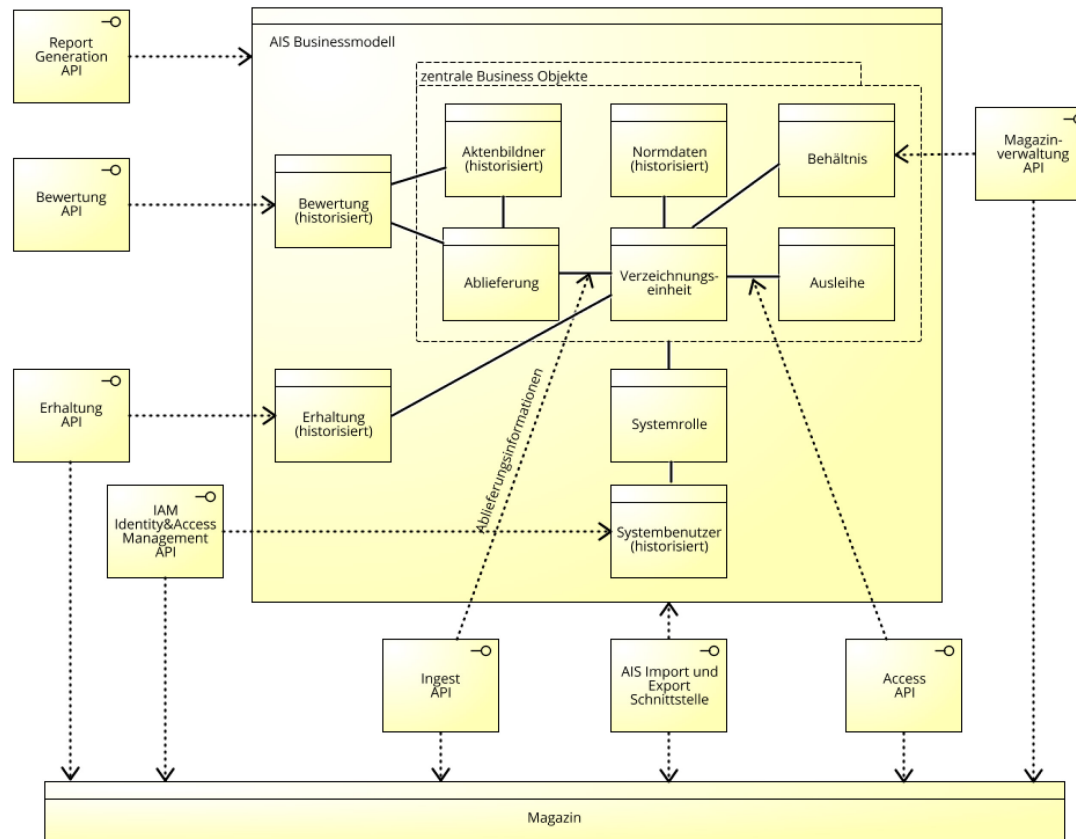 Report
Generation
API
AIS Businessmodell
zentrale Business Objekte
Aktenbildner
(historisiert)
Normdaten
(historisiert)
Behältnis
Magazin-
verwaltung
API
Bewertung
API
Bewertung
(historisiert)
Ablieferung
Verzeichnungs-
einheit
Ausleihe
Erhaltung
API
Erhaltung
(historisiert)
Ablieferungsinformationen
Systemrolle
IAM
Identity&Access
Management
API
Systembenutzer
(historisiert)
Ingest
API
AIS Import und
Export
Schnittstelle
Access
API
Magazin